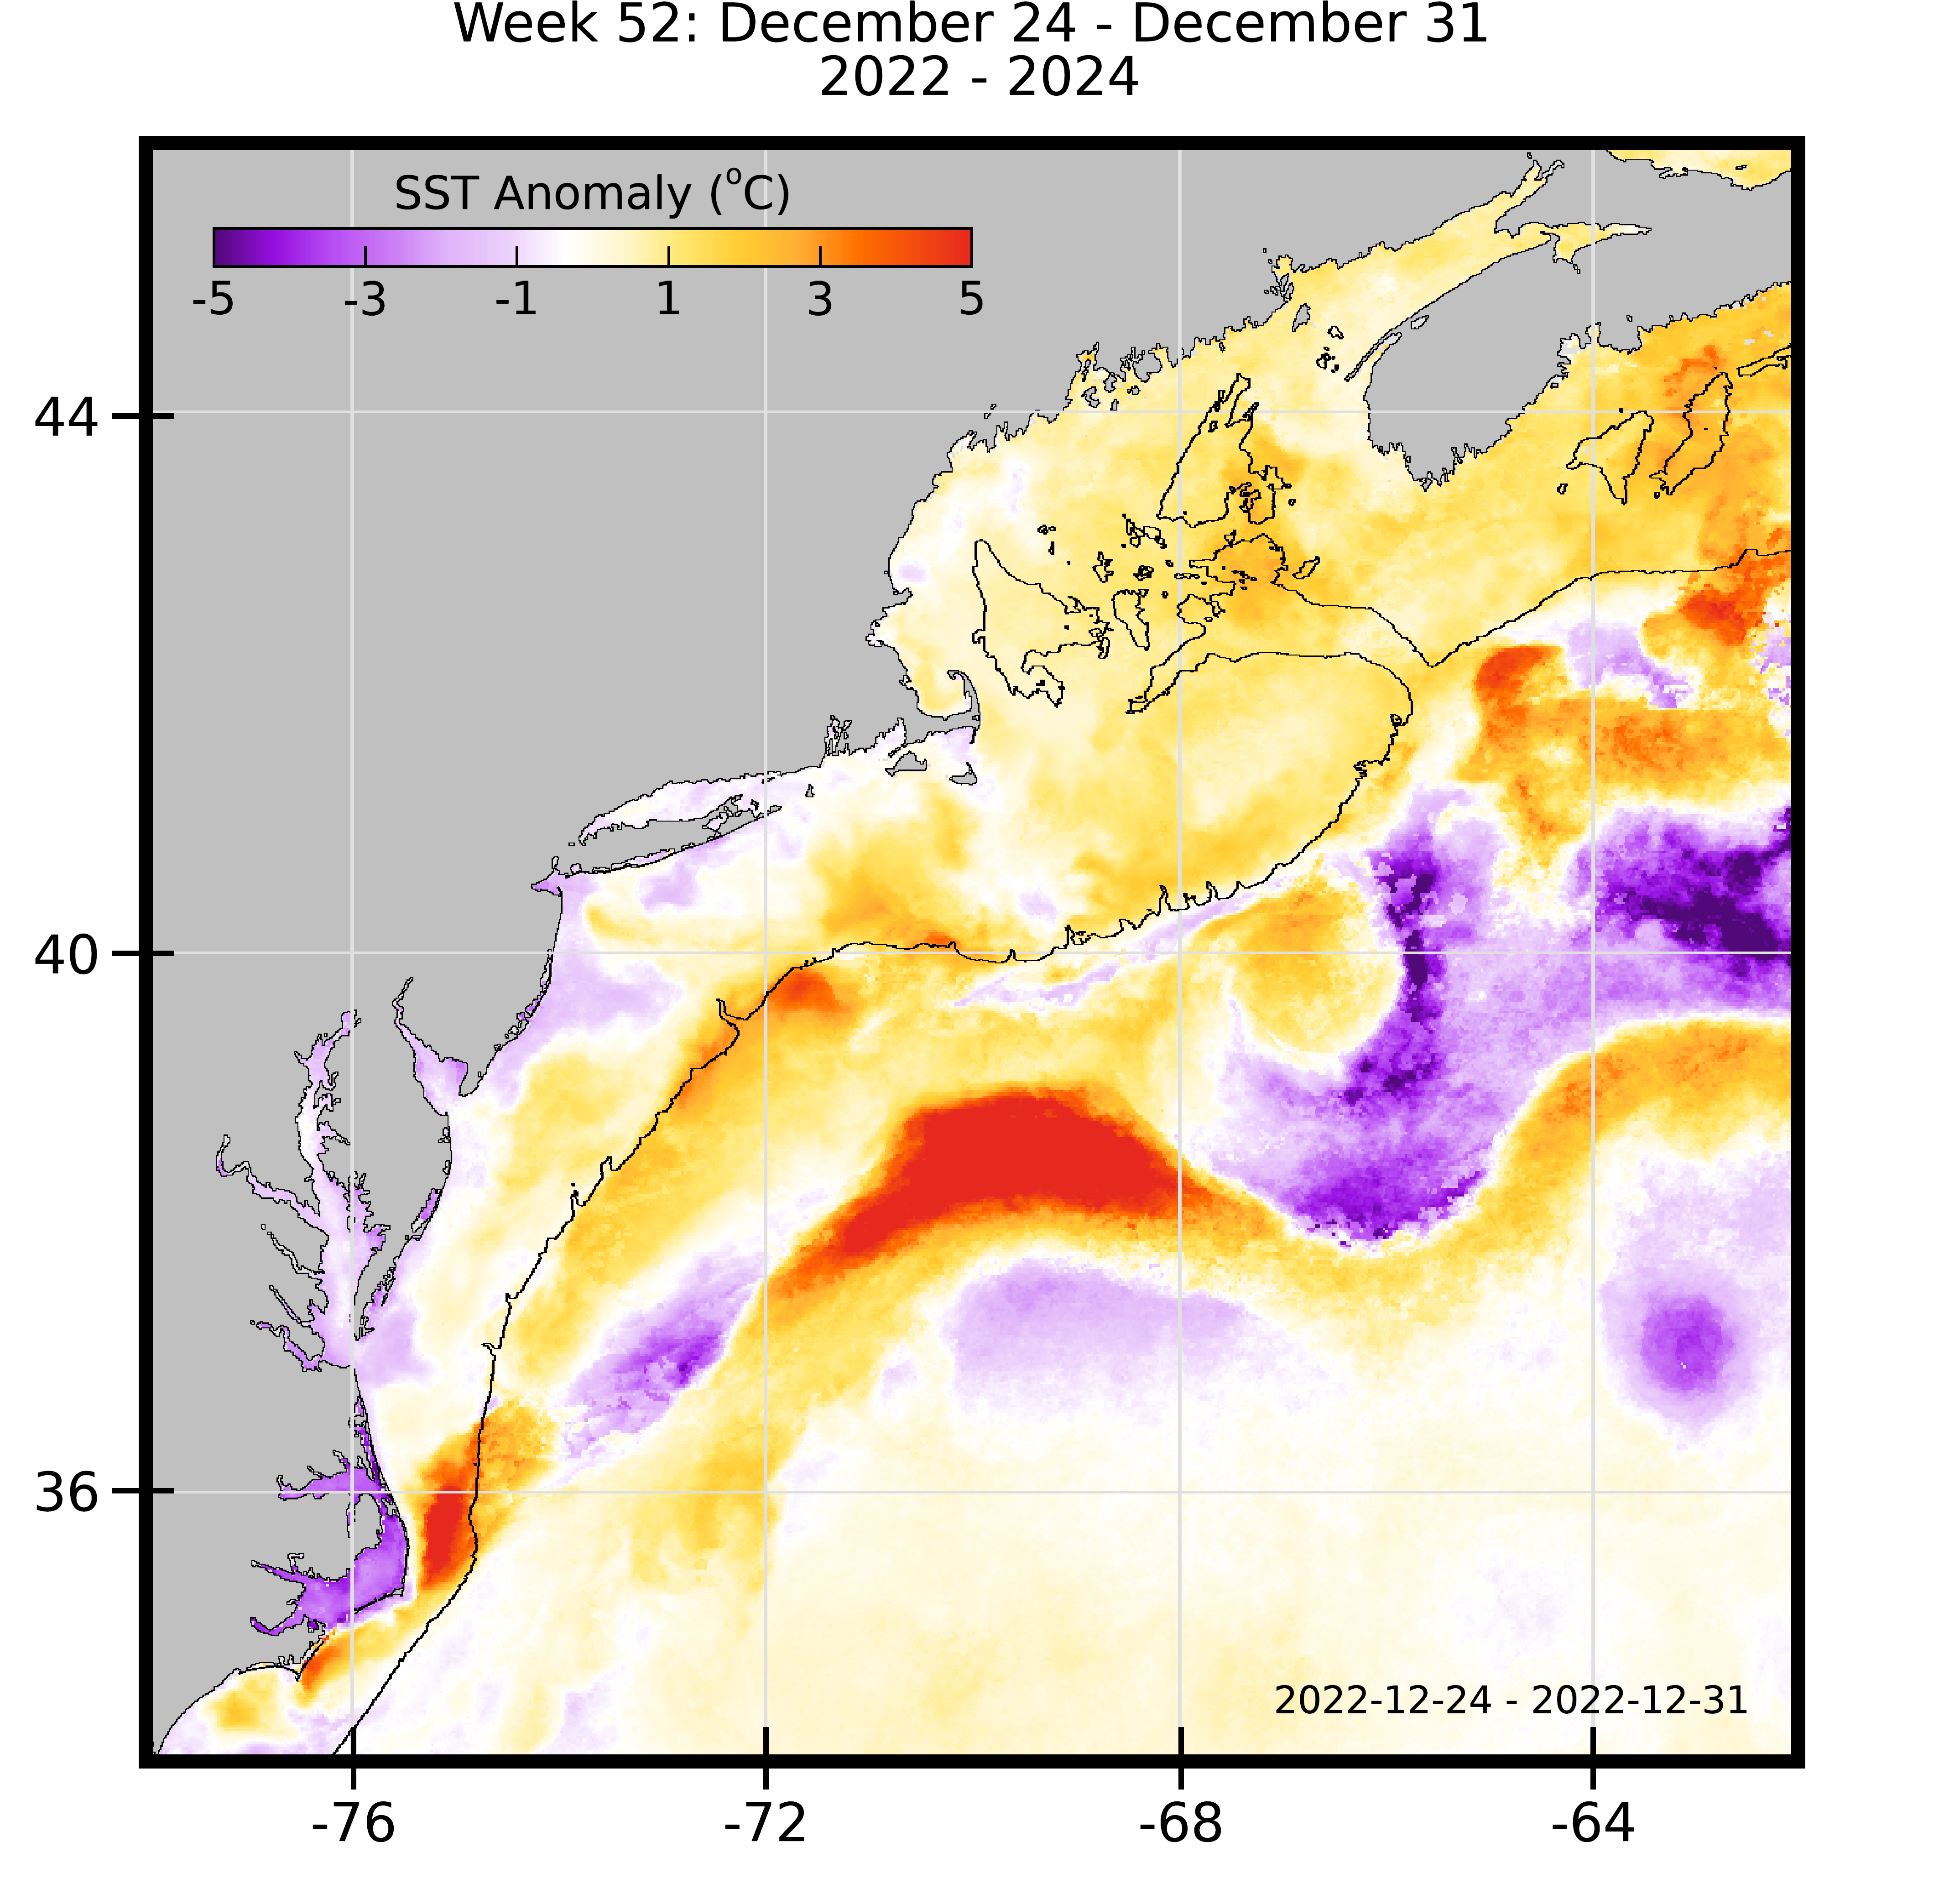 Week 52: December 24 - December 31
2022 - 2024
SST Anomaly (°C)
-5 -3 -1 1 3 5
44
40
36
2022-12-24 - 2022-12-31
-76 -72 -68 -64